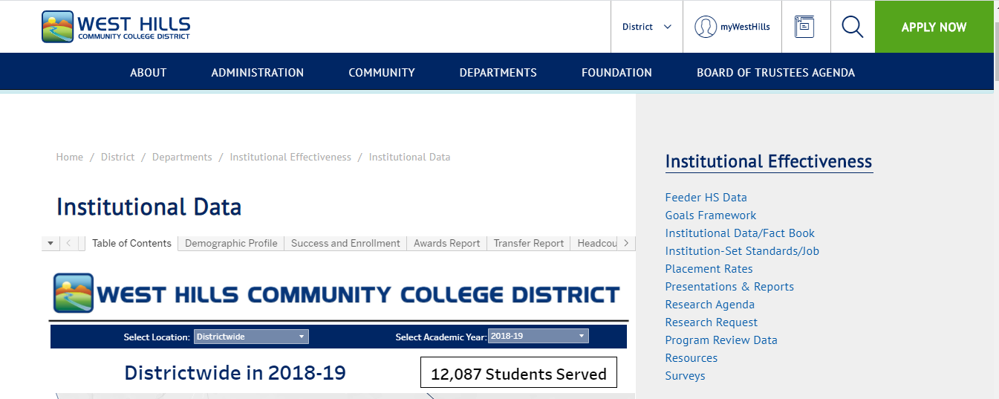 WEST HILLS
COMMUNITY COLLEGE DISTRICT
District
myWestHills
APPLY NOW
ABOUT ADMINISTRATION COMMUNITY DEPARTMENTS FOUNDATION BOARD OF TRUSTEES AGENDA
Home / District / Departments / Institutional Effectiveness / Institutional Data
Institutional Data
Table of Contents Demographic Profile Success and Enrollment Awards Report Transfer Report Headcou
WEST HILLS COMMUNITY COLLEGE DISTRICT
Select Location: Districtwide Select Academic Year: 2018-19
Districtwide in 2018-19 12,087 Students Served
Institutional Effectiveness
Feeder HS Data
Goals Framework
Institutional Data/Fact Book
Institution-Set Standards/Job
Placement Rates
Presentations & Reports
Research Agenda
Research Request
Program Review Data
Resources
Surveys